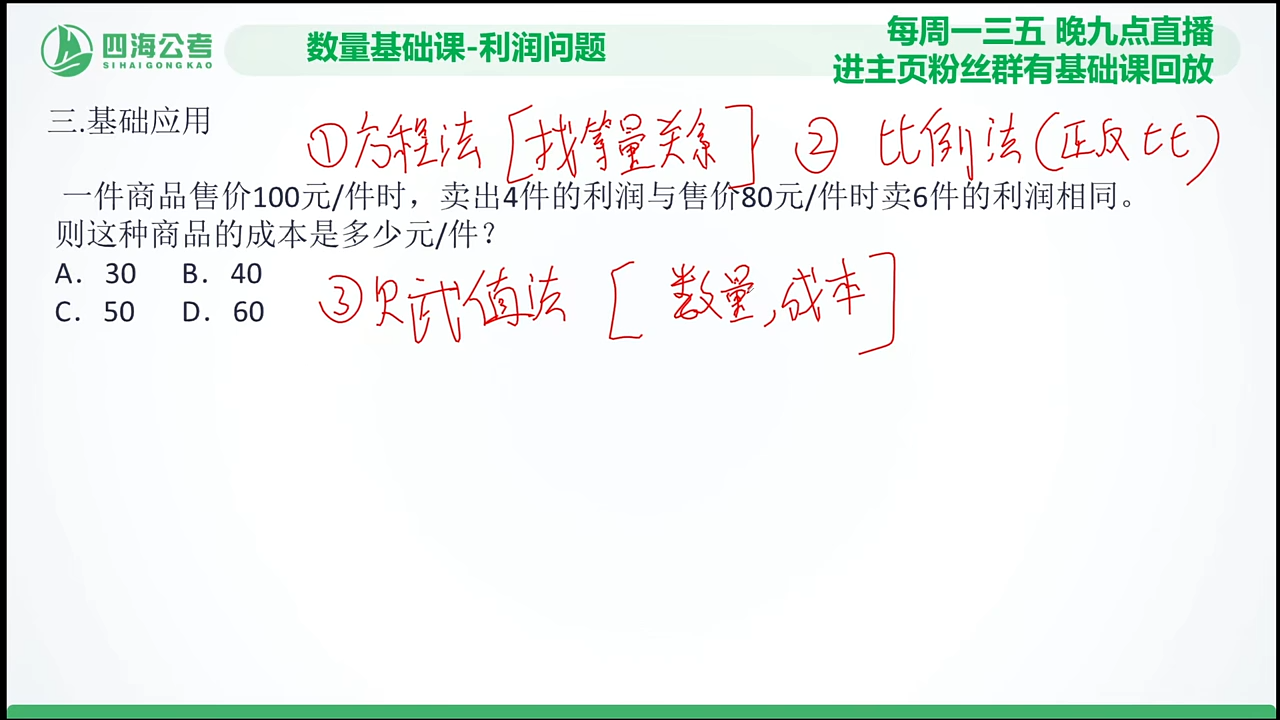 四海公考
SIHAIGONGKAO
数量基础课-利润问题
每周一三五 晚九点直播
进主页粉丝群有基础课回放
三.基础应用
①方程法[找等量关系] ②比例法(正反比)
一件商品售价100元/件时，卖出4件的利润与售价80元/件时卖6件的利润相同。
则这种商品的成本是多少元/件？
A. 30 B. 40
C. 50 D. 60
③赋值法[数量,成本]